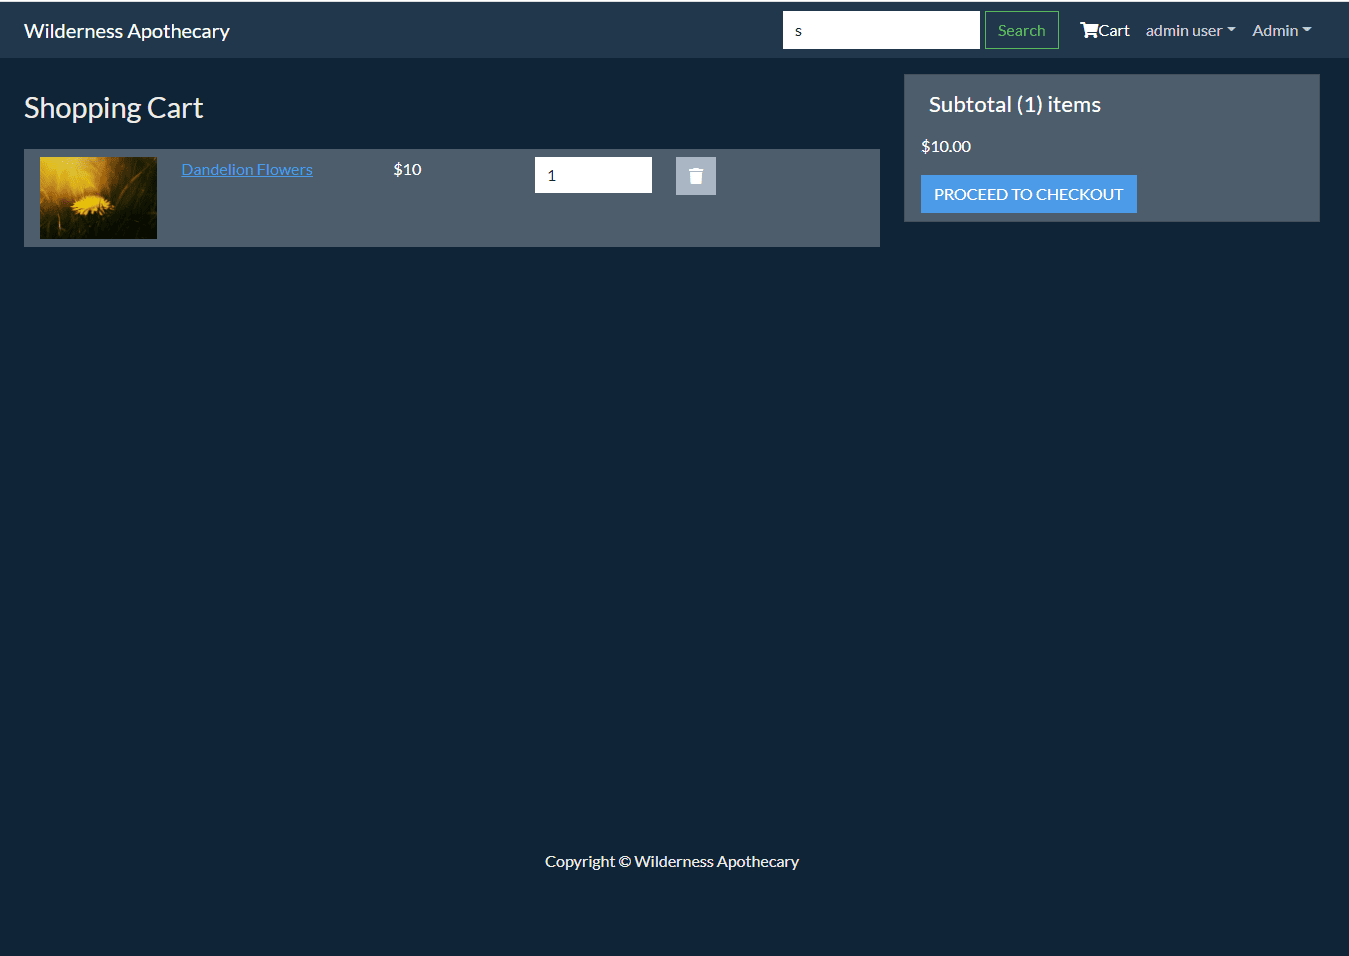 Wilderness Apothecary
s
Search
Cart
admin user
Admin
Shopping Cart
Dandelion Flowers
$10
1
Subtotal (1) items
$10.00
PROCEED TO CHECKOUT
Copyright © Wilderness Apothecary